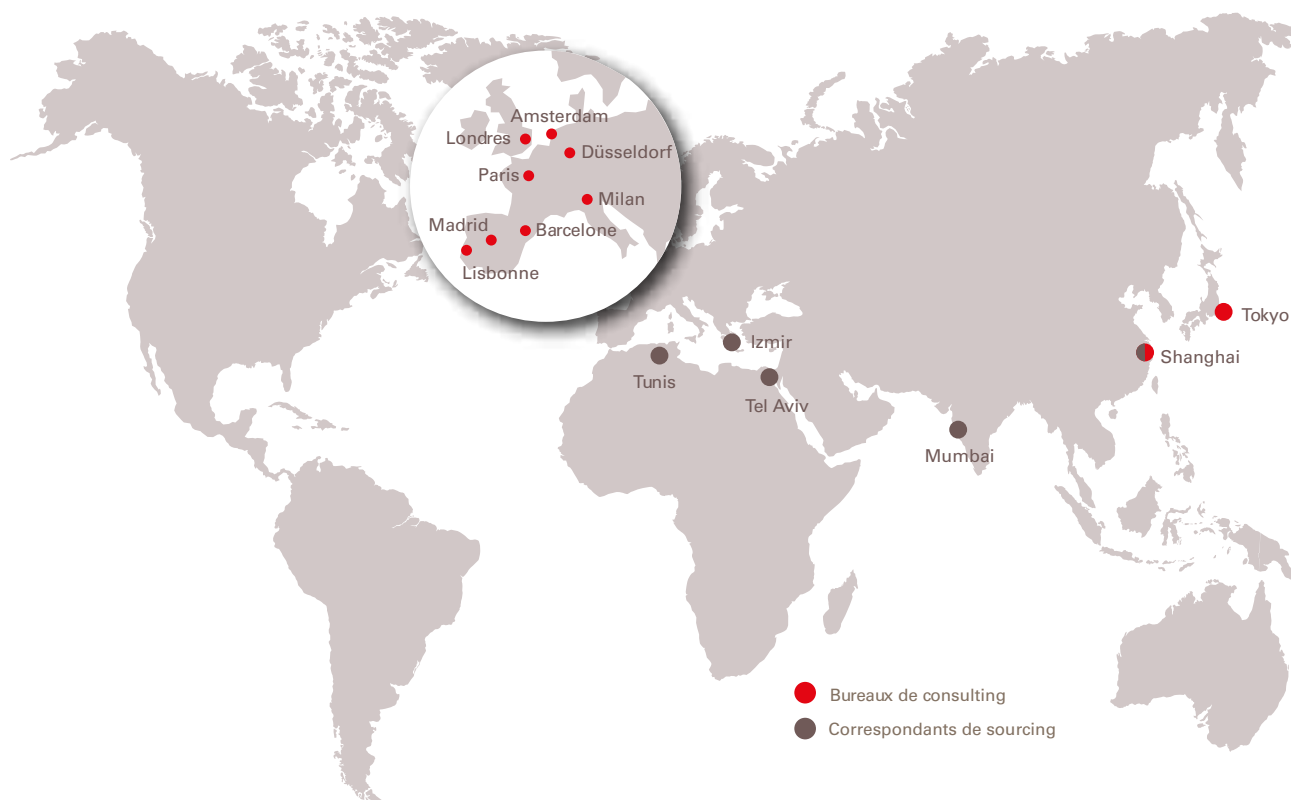 Amsterdam
Londres
Düsseldorf
Paris
Milan
Madrid
Barcelone
Lisbonne
Tokyo
Izmir
Shanghai
Tunis
Tel Aviv
Mumbai
Bureaux de consulting
Correspondants de sourcing